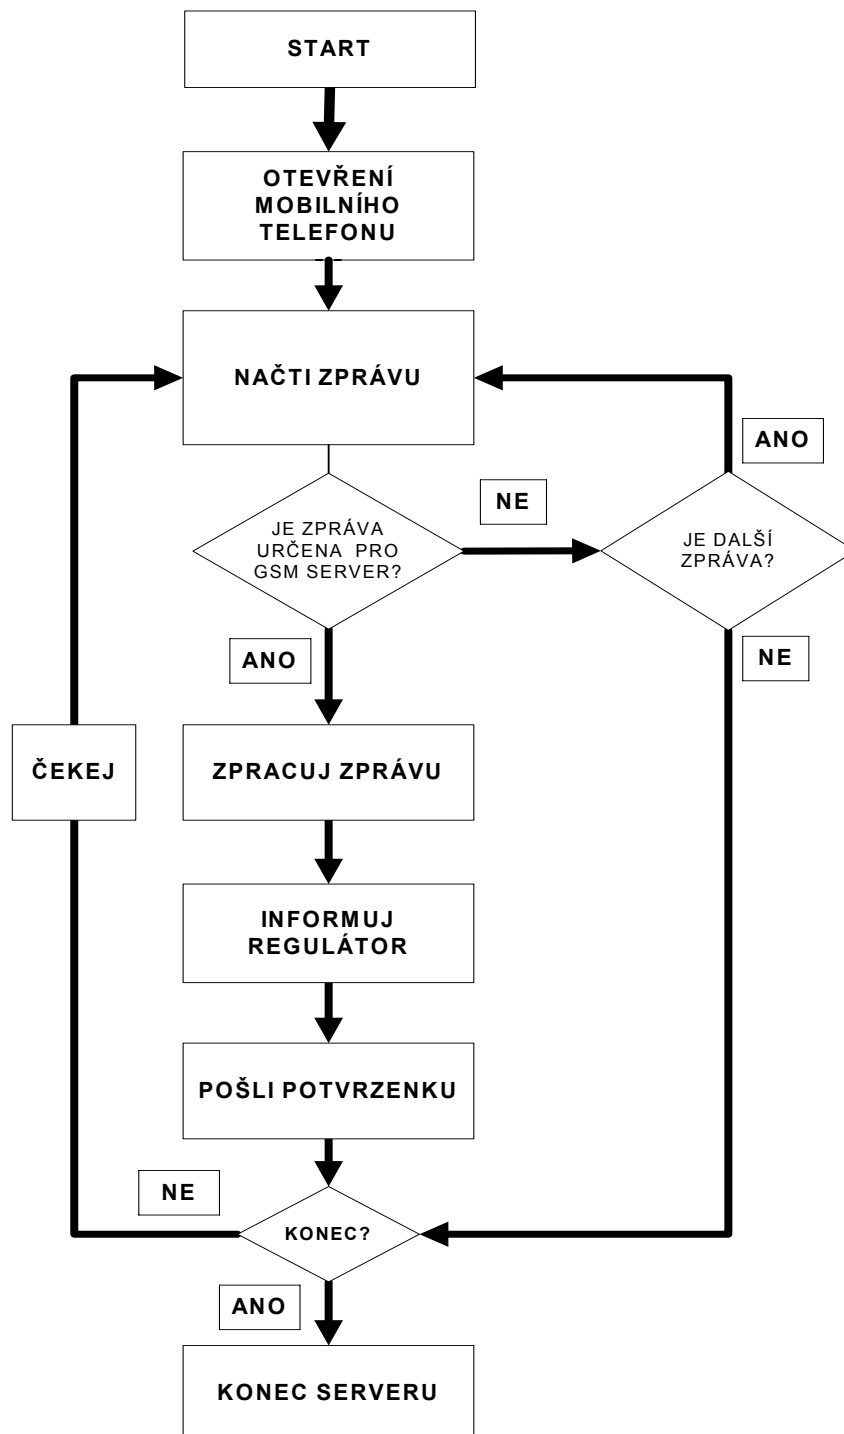 START
OTEVŘENÍ
MOBILNÍHO
TELEFONU
NAČTI ZPRÁVU
ANO
NE
JE ZPRÁVA
URČENA PRO
GSM SERVER?
JE DALŠÍ
ZPRÁVA?
ANO
NE
ČEKEJ
ZPRACUJ ZPRÁVU
INFORMUJ
REGULÁTOR
POŠLI POTVRZENKU
NE
KONEC?
ANO
KONEC SERVERU